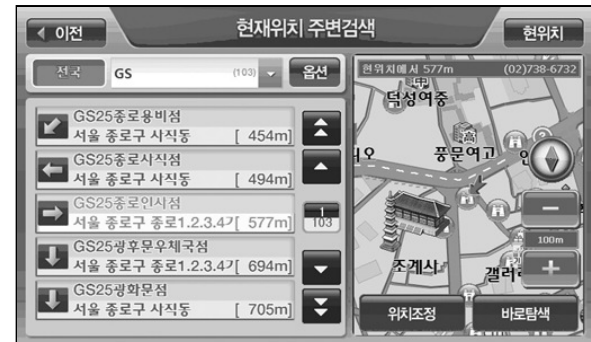 이전
현재위치 주변검색
현위치
전국
GS
(103)
옵션
GS25종로용비점
서울 종로구 사직동 [ 454m]
GS25종로사직점
서울 종로구 사직동 [ 494m]
GS25종로인사점
서울 종로구 종로1.2.3.4가[ 577m]
GS25광후문우체국점
서울 종로구 종로1.2.3.4가[ 694m]
GS25광화문점
서울 종로구 사직동 [ 705m]
1
103
현위치에서 577m
(02)738-6732
中
덕성여중
高
풍문여고
조계사
갤러
100m
위치조정
바로탐색